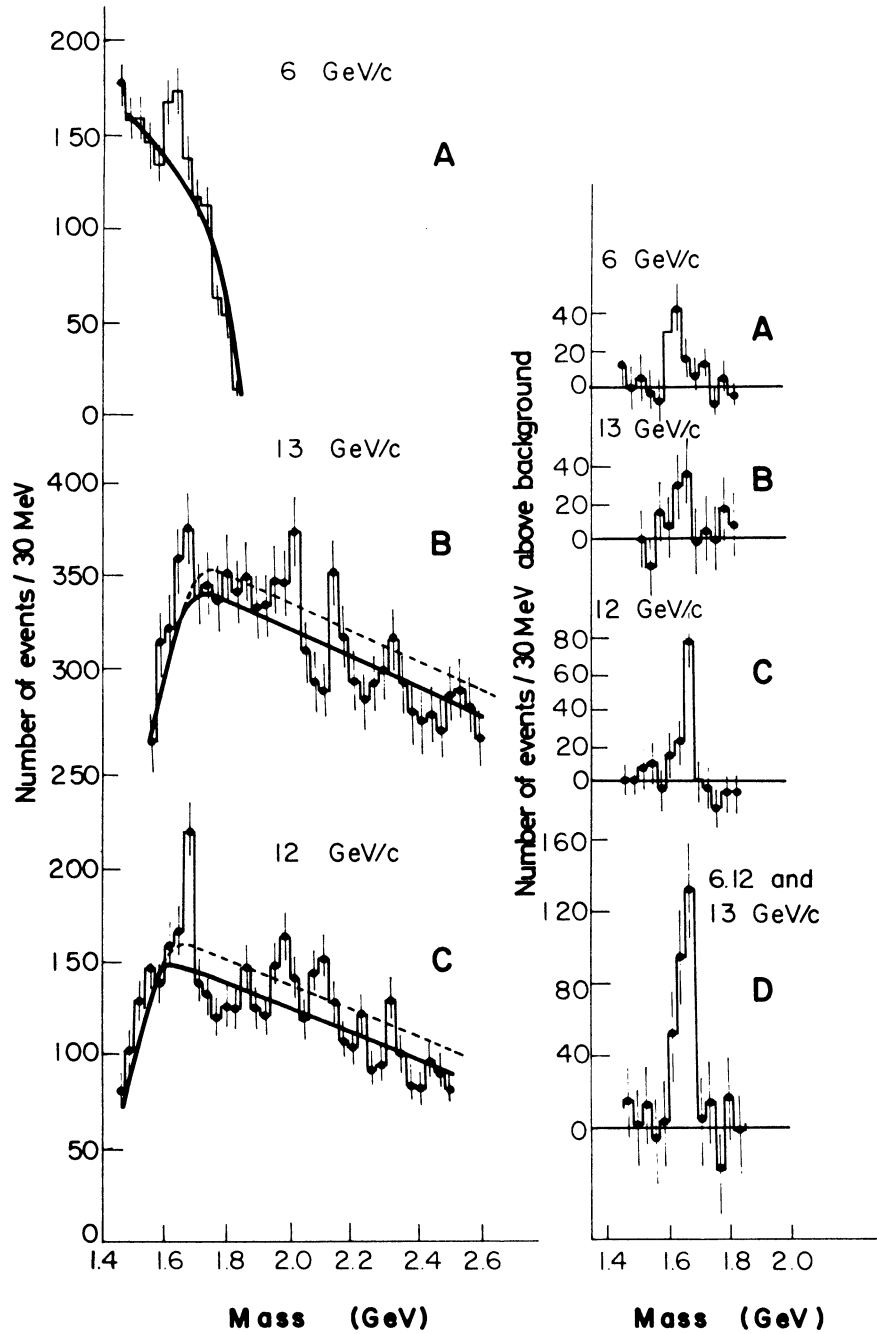 200
150
100
50
0
6 GeV/c
A
400
350
300
250
13 GeV/c
B
200
150
100
50
0
12 GeV/c
C
1.4 1.6 1.8 2.0 2.2 2.4 2.6
Mass (GeV)
Number of events / 30 MeV
6 GeV/c
40
20
0
A
13 GeV/c
40
20
0
B
12 GeV/c
80
60
40
20
0
C
160
120
80
40
0
6.12 and
13 GeV/c
D
1.4 1.6 1.8 2.0
Mass (GeV)
Number of events / 30 MeV above background